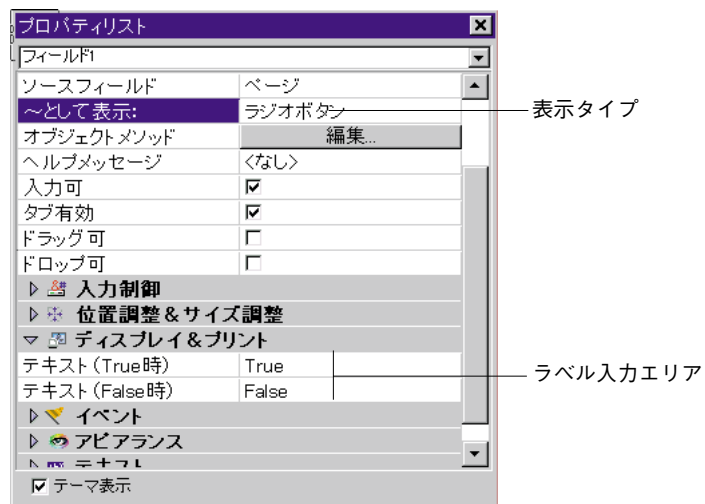 プロパティリスト
フィールド1
ソースフィールド ページ
～として表示: ラジオボタン
表示タイプ
オブジェクトメソッド 編集...
ヘルプメッセージ 〈なし〉
入力可
タブ有効
ドラッグ可
ドロップ可
入力制御
位置調整＆サイズ調整
ディスプレイ＆プリント
テキスト（True時） True
ラベル入力エリア
テキスト（False時） False
イベント
アピアランス
テキスト
テーマ表示